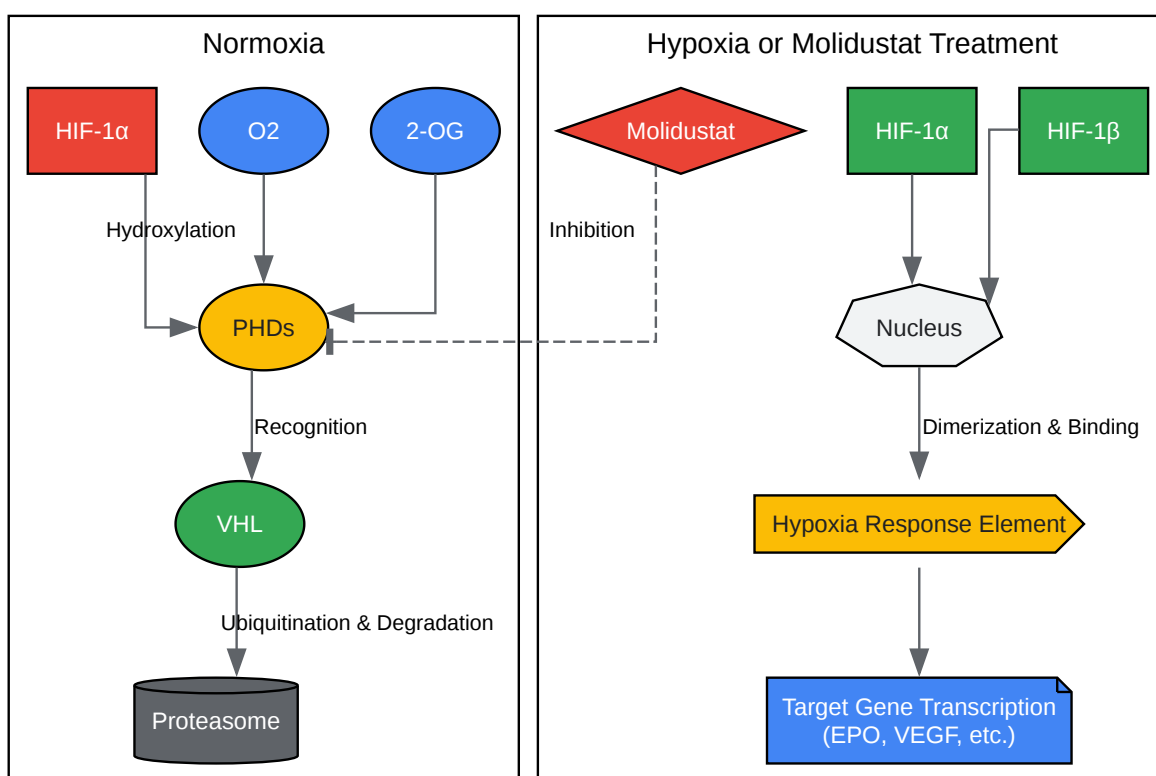 Normoxia
HIF-1α
O2
2-OG
Hydroxylation
PHDs
Recognition
VHL
Ubiquitination & Degradation
Proteasome
Hypoxia or Molidustat Treatment
Molidustat
HIF-1α
HIF-1β
Inhibition
Nucleus
Dimerization & Binding
Hypoxia Response Element
Target Gene Transcription
(EPO, VEGF, etc.)